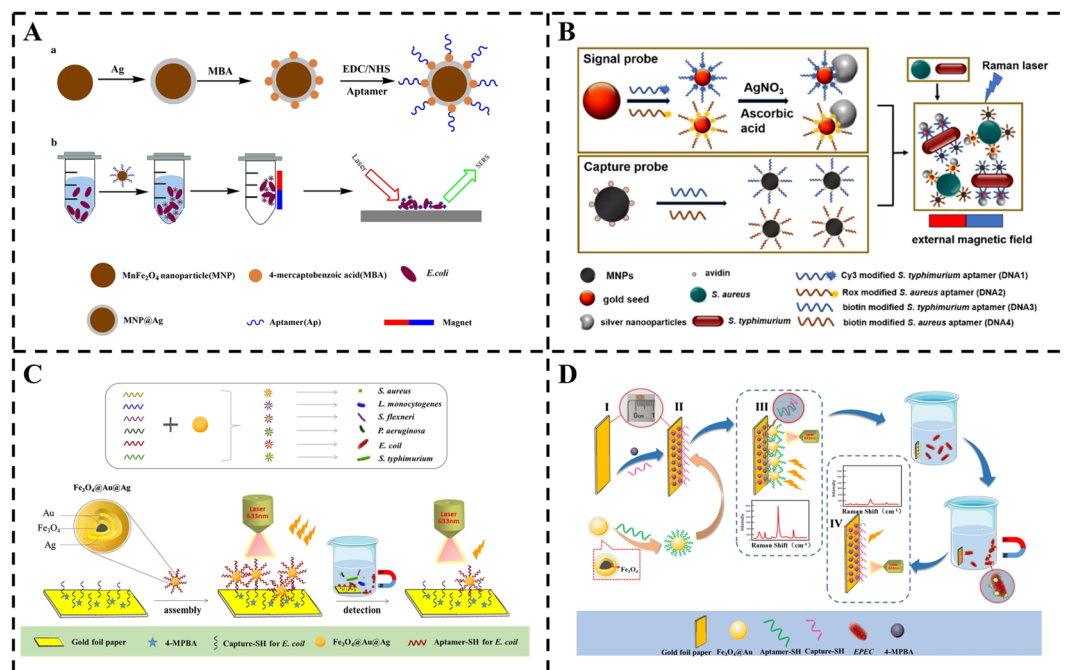 A
a
Ag
MBA
EDC/NHS
Aptamer
b
Laser
SERS
MnFe2O4 nanoparticle(MNP)
4-mercaptobenzoic acid(MBA)
E.coli
MNP@Ag
Aptamer(Ap)
Magnet
B
Signal probe
AgNO3
Ascorbic
acid
Capture probe
Raman laser
external magnetic field
MNPs
gold seed
silver nanoparticles
avidin
S. aureus
S. typhimurium
Cy3 modified S. typhimurium aptamer (DNA1)
Rox modified S. aureus aptamer (DNA2)
biotin modified S. typhimurium aptamer (DNA3)
biotin modified S. aureus aptamer (DNA4)
C
S. aureus
L. monocytogenes
S. flexneri
P. aeruginosa
E. coil
S. typhimurium
Fe3O4@Au@Ag
Au
Fe3O4
Ag
Laser
633nm
Laser
633nm
assembly
detection
Gold foil paper
4-MPBA
Capture-SH for E. coil
Fe3O4@Au@Ag
Aptamer-SH for E. coil
D
I
II
III
0cm 1
Fe3O4
Intensity
Raman Shift (cm-1)
Intensity
Raman Shift (cm-1)
IV
Gold foil paper
Fe2O4@Au
Aptamer-SH
Capture-SH
EPEC
4-MPBA